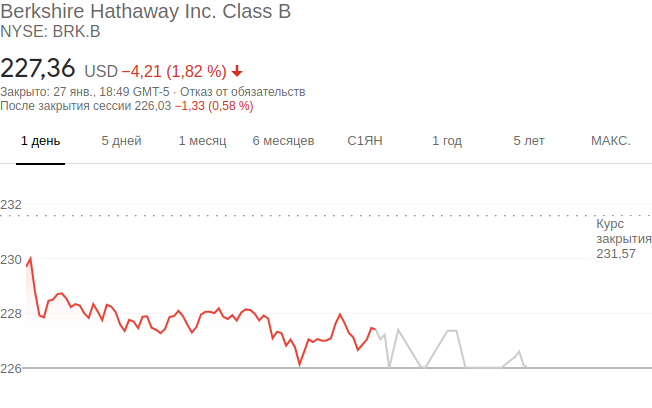 Berkshire Hathaway Inc. Class B
NYSE: BRK.B
227,36 USD −4,21 (1,82 %)
Закрыто: 27 янв., 18:49 GMT-5 · Отказ от обязательств
После закрытия сессии 226,03 −1,33 (0,58 %)
1 день 5 дней 1 месяц 6 месяцев С1ЯН 1 год 5 лет МАКС.
232
Курс
закрытия
231,57
230
228
226